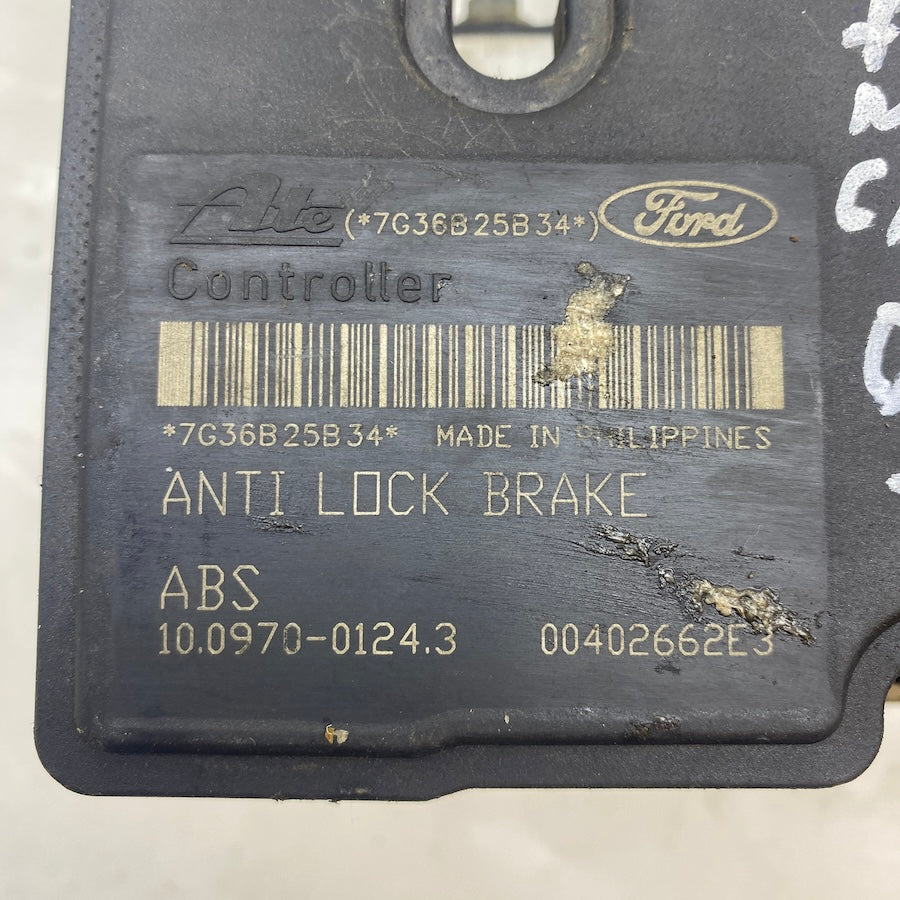 Ate (*7G36B25B34*) Ford
Controller
*7G36B25B34* MADE IN PHILIPPINES
ANTI LOCK BRAKE
ABS
10.0970-0124.3 00402662E3